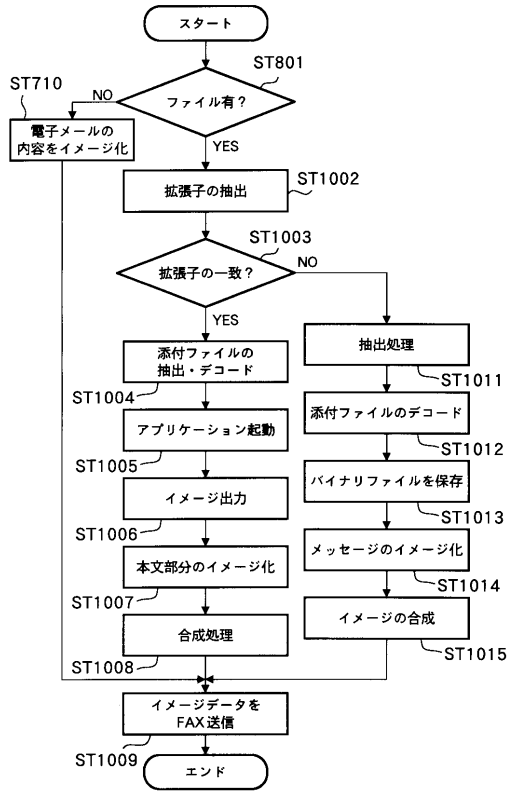 スタート
ST801
ファイル有?
NO
YES
ST710
電子メールの
内容をイメージ化
拡張子の抽出
ST1002
拡張子の一致?
ST1003
NO
YES
添付ファイルの
抽出・デコード
ST1004
アプリケーション起動
ST1005
イメージ出力
ST1006
本文部分のイメージ化
ST1007
合成処理
ST1008
抽出処理
ST1011
添付ファイルのデコード
ST1012
バイナリファイルを保存
ST1013
メッセージのイメージ化
ST1014
イメージの合成
ST1015
イメージデータを
FAX送信
ST1009
エンド